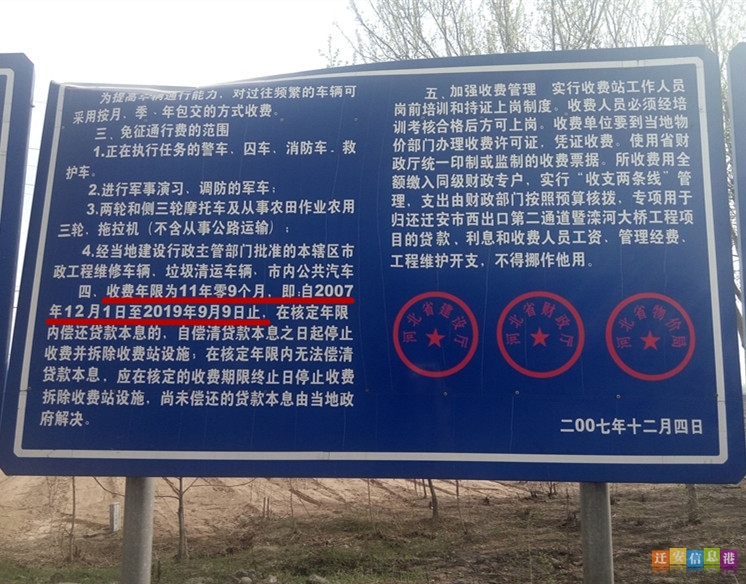 为提高车辆通行能力，对过往频繁的车辆可
采用按月、季、年包交的方式收费。
三、免征通行费的范围
1.正在执行任务的警车、囚车、消防车、救
护车。
2.进行军事演习、调防的军车；
3.两轮和侧三轮摩托车及从事农田作业农用
三轮、拖拉机（不含从事公路运输）；
4.经当地建设行政主管部门批准的本辖区市
政工程维修车辆、垃圾清运车辆、市内公共汽车
四、收费年限为11年零9个月，即：自2007
年12月1日至2019年9月9日止，在核定年限
内偿还贷款本息的，自偿清贷款本息之日起停止
收费并拆除收费站设施；在核定年限内无法偿清
贷款本息，应在核定的收费期限终止日停止收费
拆除收费站设施，尚未偿还的贷款本息由当地政
府解决。
五、加强收费管理 实行收费站工作人员
岗前培训和持证上岗制度。收费人员必须经培
训考核合格后方可上岗。收费单位要到当地物
价部门办理收费许可证，凭证收费。使用省财
政厅统一印制或监制的收费票据。所收费用全
额缴入同级财政专户，实行“收支两条线”管
理，支出由财政部门按照预算核拨，专项用于
归还迁安市西出口第二通道暨滦河大桥工程项
目的贷款、利息和收费人员工资、管理经费、
工程维护开支，不得挪作他用。
河北省建设厅
河北省财政厅
河北省物价局
二00七年十二月四日
迁安信息港